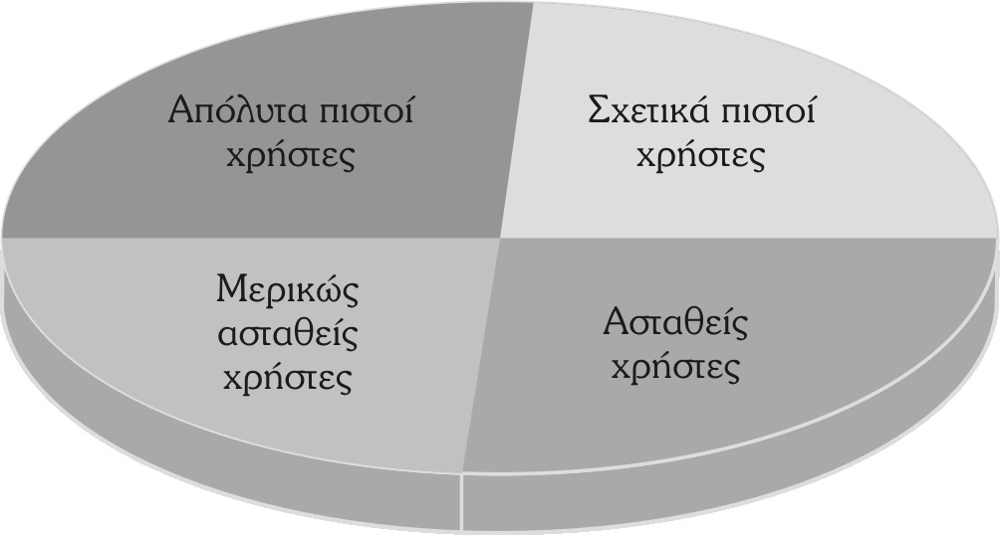 Απόλυτα πιστοί
χρήστες
Σχετικά πιστοί
χρήστες
Μερικώς
ασταθείς
χρήστες
Ασταθείς
χρήστες